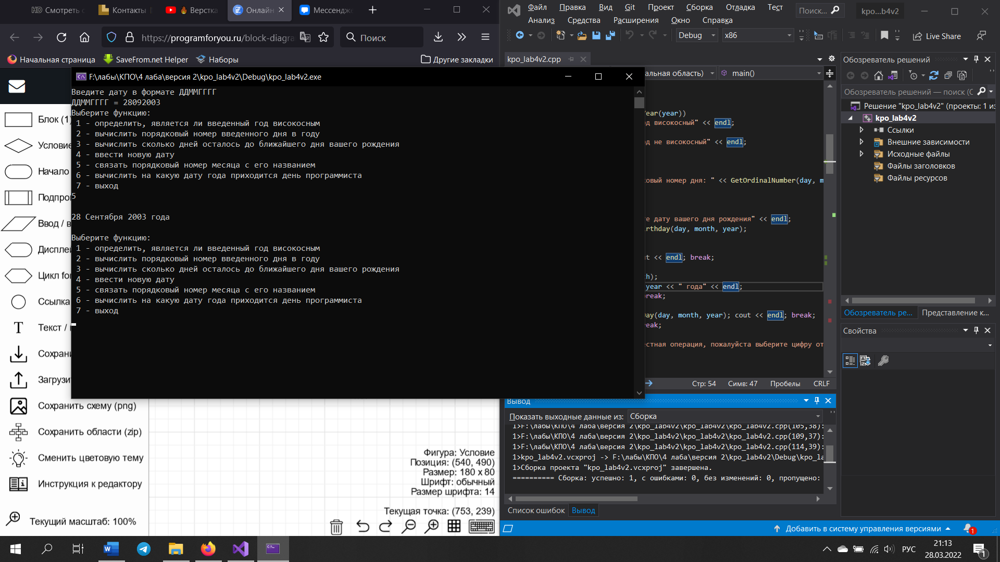 HD Смотреть
Контакты
Верстка
Онлайн
Мессендже
https://programforyou.ru/block-diagra
Поиск
Начальная страница
SaveFrom.net Helper
Наборы
Другие закладки
F:\лабы\КПО\4 лаба\версия 2\kpo_lab4v2\Debug\kpo_lab4v2.exe
Введите дату в формате ДДММГГГГ
ДДММГГГГ = 28092003
Выберите функцию:
1 - определить, является ли введенный год високосным
2 - вычислить порядковый номер введенного дня в году
3 - вычислить сколько дней осталось до ближайшего дня вашего рождения
4 - ввести новую дату
5 - связать порядковый номер месяца с его названием
6 - вычислить на какую дату года приходится день программиста
7 - выход
5
28 Сентября 2003 года
Выберите функцию:
1 - определить, является ли введенный год високосным
2 - вычислить порядковый номер введенного дня в году
3 - вычислить сколько дней осталось до ближайшего дня вашего рождения
4 - ввести новую дату
5 - связать порядковый номер месяца с его названием
6 - вычислить на какую дату года приходится день программиста
7 - выход
Блок (1)
Условие
Начало
Подпро
Ввод / в
Дисплей
Цикл for
Ссылка
Текст /
Сохрани
Загрузи
Сохранить схему (png)
Сохранить области (zip)
Сменить цветовую тему
Инструкция к редактору
Текущий масштаб: 100%
Фигура: Условие
Позиция: (540, 490)
Размер: 180 x 80
Шрифт: обычный
Размер шрифта: 14
Текущая точка: (753, 239)
Файл Правка Вид Git Проект Сборка Отладка Тест
Поиск...
kpo...b4v2
Анализ Средства Расширения Окно Справка
Debug
x86
Live Share
kpo_lab4v2.cpp
альная область)
main()
Year(year))
од високосный" << endl;
од не високосный" << endl;
ковый номер дня: " << GetOrdinalNumber(day, m
те дату вашего дня рождения" << endl;
irthday(day, month, year);
t << endl; break;
th);
year << " года" << endl;
break;
Day(day, month, year); cout << endl; break;
eak;
естная операция, пожалуйста выберите цифру от
Стр: 54
Симв: 47
Пробелы
CRLF
Вывод
Показать выходные данные из:
Сборка
1>F:\лабы\КПО\4 лаба\версия 2\kpo_lab4v2\kpo_lab4v2\kpo_lab4v2.cpp(105,38):
1>F:\лабы\КПО\4 лаба\версия 2\kpo_lab4v2\kpo_lab4v2\kpo_lab4v2.cpp(109,37):
1>F:\лабы\КПО\4 лаба\версия 2\kpo_lab4v2\kpo_lab4v2\kpo_lab4v2.cpp(114,39):
1>kpo_lab4v2.vcxproj -> F:\лабы\КПО\4 лаба\версия 2\kpo_lab4v2\Debug\kpo_la
1>Сборка проекта "kpo_lab4v2.vcxproj" завершена.
========== Сборка: успешно: 1, с ошибками: 0, без изменений: 0, пропущено:
Список ошибок
Вывод
Обозреватель решений
Обозреватель решений — поиск (С
Решение "kpo_lab4v2" (проекты: 1 из
kpo_lab4v2
Ссылки
Внешние зависимости
Исходные файлы
Файлы заголовков
Файлы ресурсов
Обозреватель ре...
Представление к...
Свойства
Добавить в систему управления версиями
1
РУС
21:13
28.03.2022
1